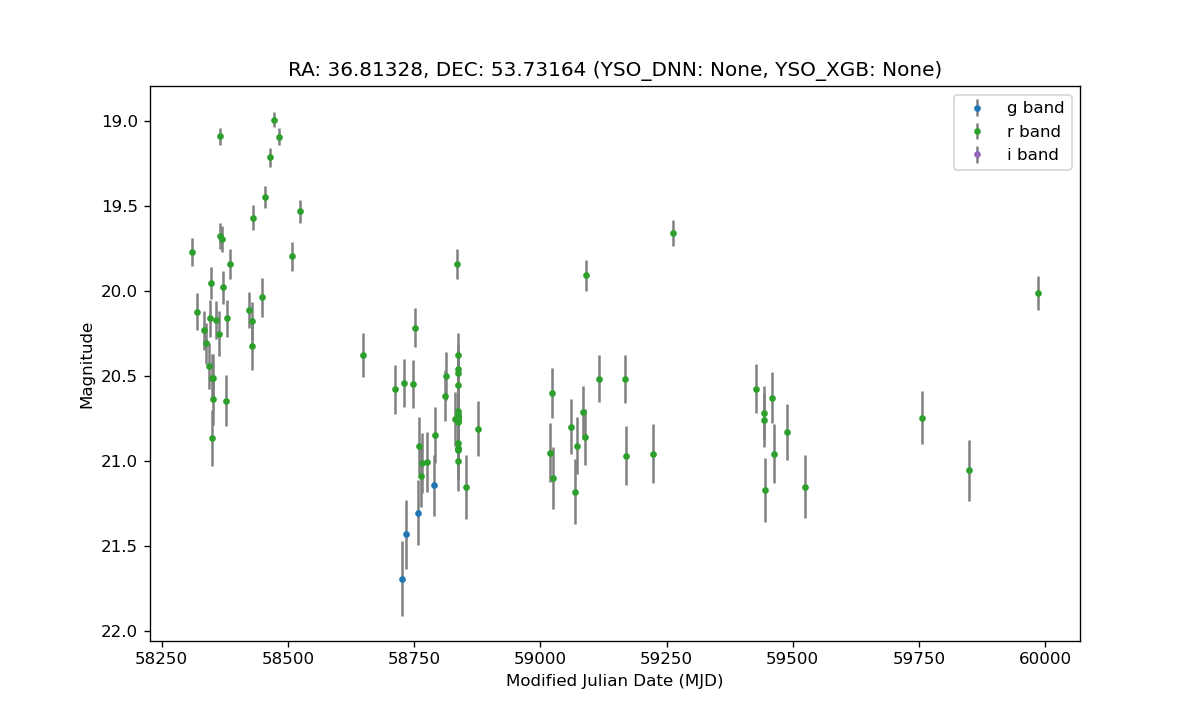 RA: 36.81328, DEC: 53.73164 (YSO_DNN: None, YSO_XGB: None)
g band
r band
i band
19.0
19.5
20.0
20.5
21.0
21.5
22.0
Magnitude
58250
58500
58750
59000
59250
59500
59750
60000
Modified Julian Date (MJD)